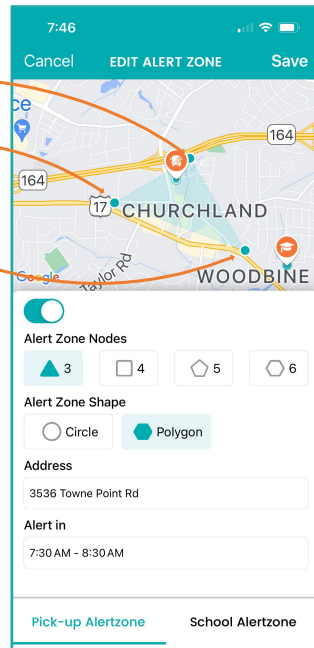 7:46
Cancel EDIT ALERT ZONE Save
ce
164
164
17 CHURCHLAND
Taylor Rd
WOODBINE
Google
Alert Zone Nodes
3 4 5 6
Alert Zone Shape
Circle Polygon
Address
3536 Towne Point Rd
Alert in
7:30 AM - 8:30 AM
Pick-up Alertzone School Alertzone